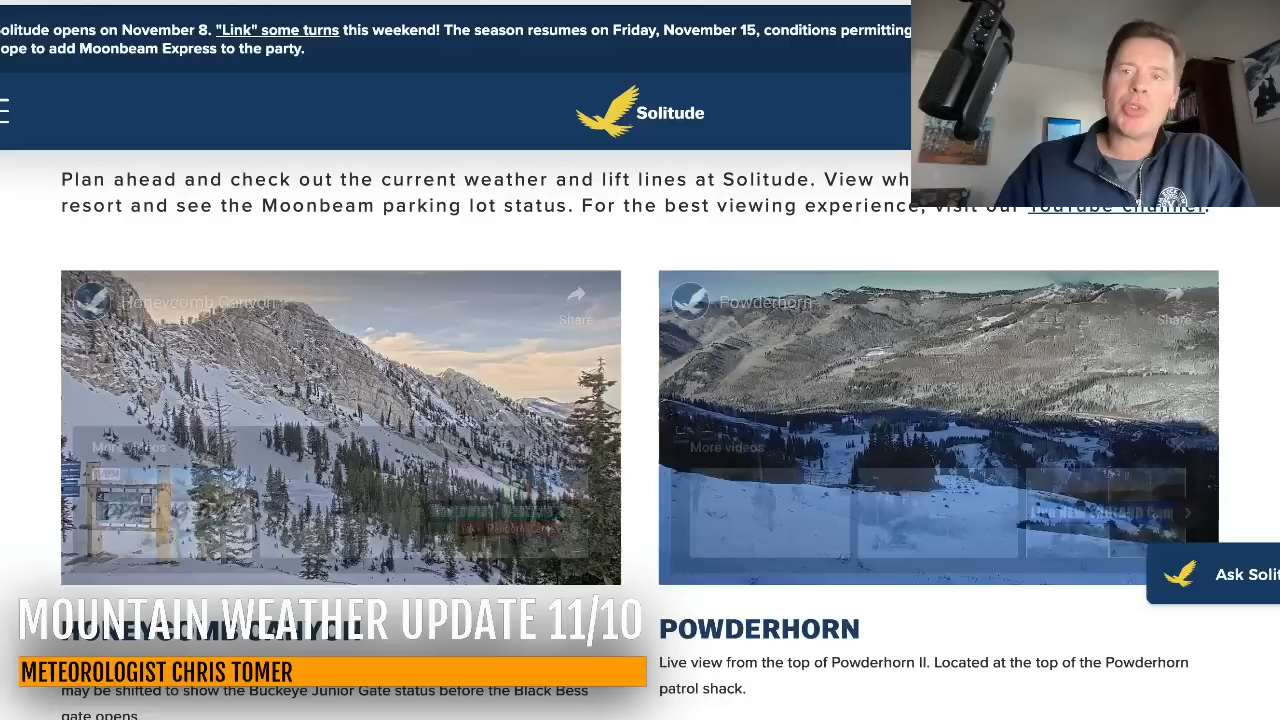 olitude opens on November 8. "Link" some turns this weekend! The season resumes on Friday, November 15, conditions permitting
ope to add Moonbeam Express to the party.
Solitude
Plan ahead and check out the current weather and lift lines at Solitude. View wh
resort and see the Moonbeam parking lot status. For the best viewing experience, visit our YouTube channel.
Honeycomb Canyon
Share
More videos
Powderhorn
Share
More videos
Ask Solit
MOUNTAIN WEATHER UPDATE 11/10
HONEYCOMB CANYON
METEOROLOGIST CHRIS TOMER
may be shifted to show the Buckeye Junior Gate status before the Black Bess
gate opens.
POWDERHORN
Live view from the top of Powderhorn II. Located at the top of the Powderhorn
patrol shack.